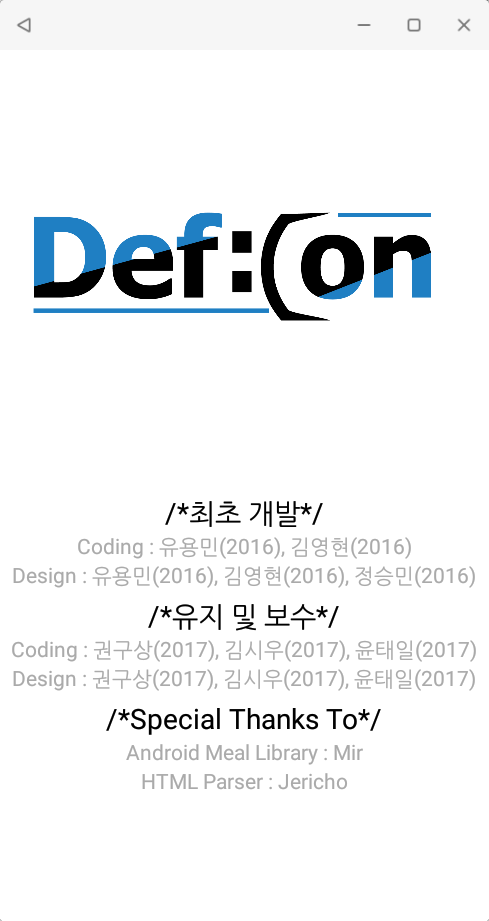 Def:Con
/*최초 개발*/
Coding : 유용민(2016), 김영현(2016)
Design : 유용민(2016), 김영현(2016), 정승민(2016)
/*유지 및 보수*/
Coding : 권구상(2017), 김시우(2017), 윤태일(2017)
Design : 권구상(2017), 김시우(2017), 윤태일(2017)
/*Special Thanks To*/
Android Meal Library : Mir
HTML Parser : Jericho